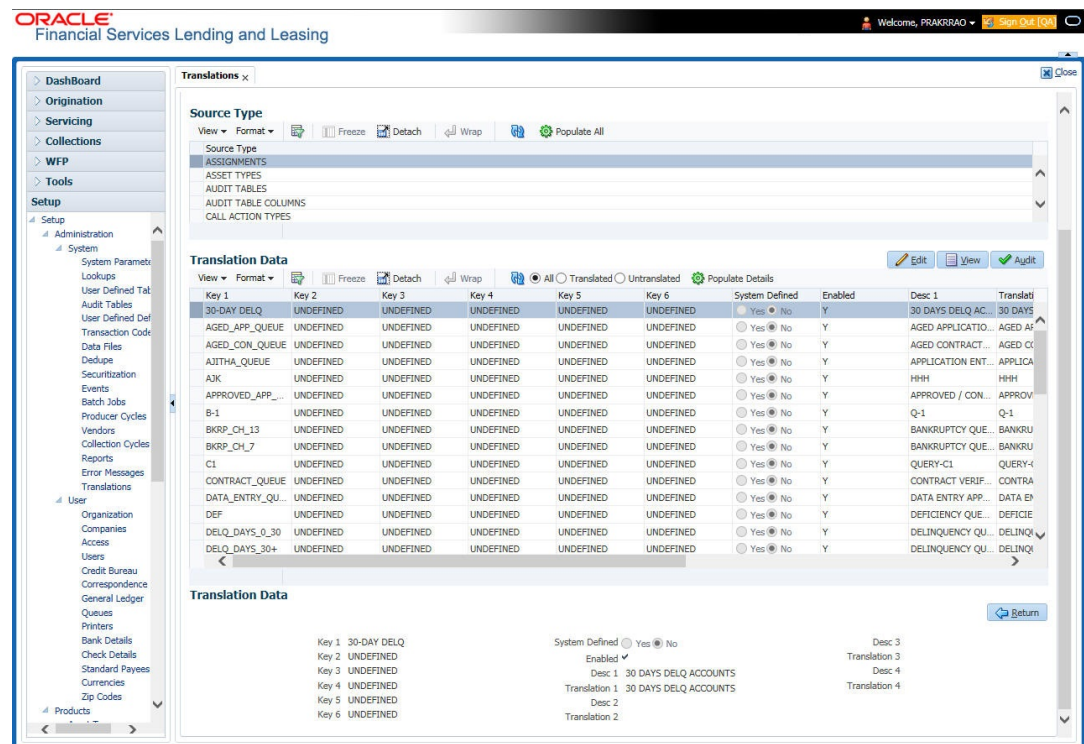 ORACLE
Financial Services Lending and Leasing
Welcome, PRAKRRAO Sign Out [QA]
Close
DashBoard
Origination
Servicing
Collections
WFP
Tools
Setup
Setup
Administration
System
System Paramete
Lookups
User Defined Tab
Audit Tables
User Defined Def
Transaction Code
Data Files
Dedupe
Securitization
Events
Batch Jobs
Producer Cycles
Vendors
Collection Cycles
Reports
Error Messages
Translations
User
Organization
Companies
Access
Users
Credit Bureau
Correspondence
General Ledger
Queues
Printers
Bank Details
Check Details
Standard Payees
Currencies
Zip Codes
Products
Translations x
Source Type
View Format Freeze Detach Wrap Populate All
Source Type
ASSIGNMENTS
ASSET TYPES
AUDIT TABLES
AUDIT TABLE COLUMNS
CALL ACTION TYPES
Translation Data
Edit View Audit
View Format Freeze Detach Wrap All Translated Untranslated Populate Details
Key 1 Key 2 Key 3 Key 4 Key 5 Key 6 System Defined Enabled Desc 1 Translati
30-DAY DELQ UNDEFINED UNDEFINED UNDEFINED UNDEFINED UNDEFINED Yes No Y 30 DAYS DELQ AC... 30 DAYS
AGED_APP_QUEUE UNDEFINED UNDEFINED UNDEFINED UNDEFINED UNDEFINED Yes No Y AGED APPLICATIO... AGED AP
AGED_CON_QUEUE UNDEFINED UNDEFINED UNDEFINED UNDEFINED UNDEFINED Yes No Y AGED CONTRACT... AGED CO
AJITHA_QUEUE UNDEFINED UNDEFINED UNDEFINED UNDEFINED UNDEFINED Yes No Y APPLICATION ENT... APPLICA
AJK UNDEFINED UNDEFINED UNDEFINED UNDEFINED UNDEFINED Yes No Y HHH HHH
APPROVED_APP_... UNDEFINED UNDEFINED UNDEFINED UNDEFINED UNDEFINED Yes No Y APPROVED / CON... APPROV
B-1 UNDEFINED UNDEFINED UNDEFINED UNDEFINED UNDEFINED Yes No Y Q-1 Q-1
BKRP_CH_13 UNDEFINED UNDEFINED UNDEFINED UNDEFINED UNDEFINED Yes No Y BANKRUPTCY QUE... BANKRU
BKRP_CH_7 UNDEFINED UNDEFINED UNDEFINED UNDEFINED UNDEFINED Yes No Y BANKRUPTCY QUE... BANKRU
C1 UNDEFINED UNDEFINED UNDEFINED UNDEFINED UNDEFINED Yes No Y QUERY-C1 QUERY-C
CONTRACT_QUEUE UNDEFINED UNDEFINED UNDEFINED UNDEFINED UNDEFINED Yes No Y CONTRACT VERIF... CONTRA
DATA_ENTRY_QU... UNDEFINED UNDEFINED UNDEFINED UNDEFINED UNDEFINED Yes No Y DATA ENTRY APP... DATA EN
DEF UNDEFINED UNDEFINED UNDEFINED UNDEFINED UNDEFINED Yes No Y DEFICIENCY QUE... DEFICIE
DELQ_DAYS_0_30 UNDEFINED UNDEFINED UNDEFINED UNDEFINED UNDEFINED Yes No Y DELINQUENCY QU... DELINQU
DELQ_DAYS_30+ UNDEFINED UNDEFINED UNDEFINED UNDEFINED UNDEFINED Yes No Y DELINQUENCY QU... DELINQU
Translation Data
Return
Key 1 30-DAY DELQ System Defined Yes No Desc 3
Key 2 UNDEFINED Enabled Translation 3
Key 3 UNDEFINED Desc 1 30 DAYS DELQ ACCOUNTS Desc 4
Key 4 UNDEFINED Translation 1 30 DAYS DELQ ACCOUNTS Translation 4
Key 5 UNDEFINED Desc 2
Key 6 UNDEFINED Translation 2